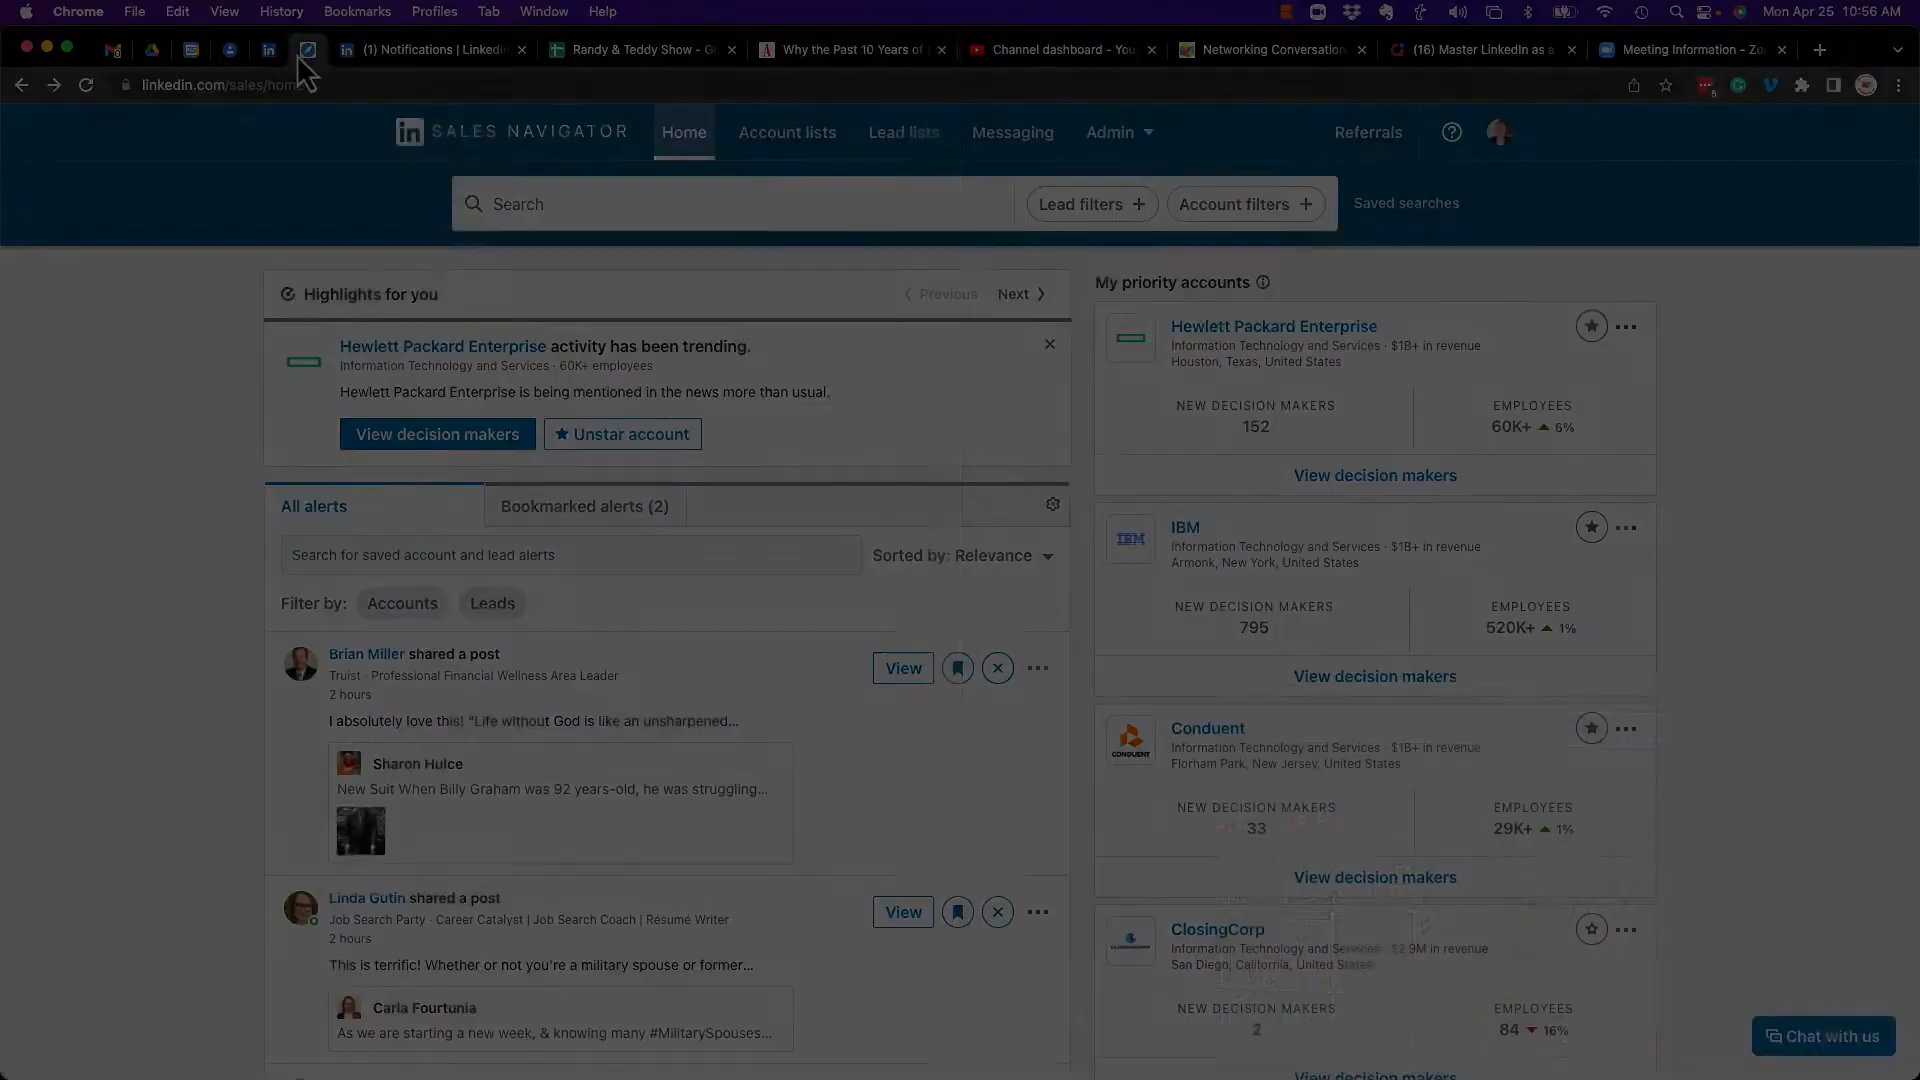 Chrome File Edit View History Bookmarks Profiles Tab Window Help Mon Apr 25 10:56 AM
(1) Notifications | LinkedIn Randy & Teddy Show - G Why the Past 10 Years of Channel dashboard - You Networking Conversation (16) Master LinkedIn as a Meeting Information - Zo
linkedin.com/sales/home
5
in SALES NAVIGATOR Home Account lists Lead lists Messaging Admin Referrals
Search Lead filters + Account filters + Saved searches
Highlights for you Previous Next
Hewlett Packard Enterprise activity has been trending.
Information Technology and Services · 60K+ employees
Hewlett Packard Enterprise is being mentioned in the news more than usual.
View decision makers Unstar account
All alerts Bookmarked alerts (2)
Search for saved account and lead alerts Sorted by: Relevance
Filter by: Accounts Leads
Brian Miller shared a post
Truist · Professional Financial Wellness Area Leader
2 hours
View
I absolutely love this! "Life without God is like an unsharpened...
Sharon Hulce
New Suit When Billy Graham was 92 years-old, he was struggling...
Linda Gutin shared a post
Job Search Party · Career Catalyst | Job Search Coach | Résumé Writer
2 hours
View
This is terrific! Whether or not you're a military spouse or former...
Carla Fourtunia
As we are starting a new week, & knowing many #MilitarySpouses...
My priority accounts
Hewlett Packard Enterprise
Information Technology and Services · $1B+ in revenue
Houston, Texas, United States
NEW DECISION MAKERS EMPLOYEES
152 60K+ 6%
View decision makers
IBM
IBM
Information Technology and Services · $1B+ in revenue
Armonk, New York, United States
NEW DECISION MAKERS EMPLOYEES
795 520K+ 1%
View decision makers
CONDUENT
Conduent
Information Technology and Services · $1B+ in revenue
Florham Park, New Jersey, United States
NEW DECISION MAKERS EMPLOYEES
33 29K+ 1%
View decision makers
ClosingCorp
Information Technology and Services · $2.9M in revenue
San Diego, California, United States
NEW DECISION MAKERS EMPLOYEES
2 84 16%
View decision makers
Chat with us